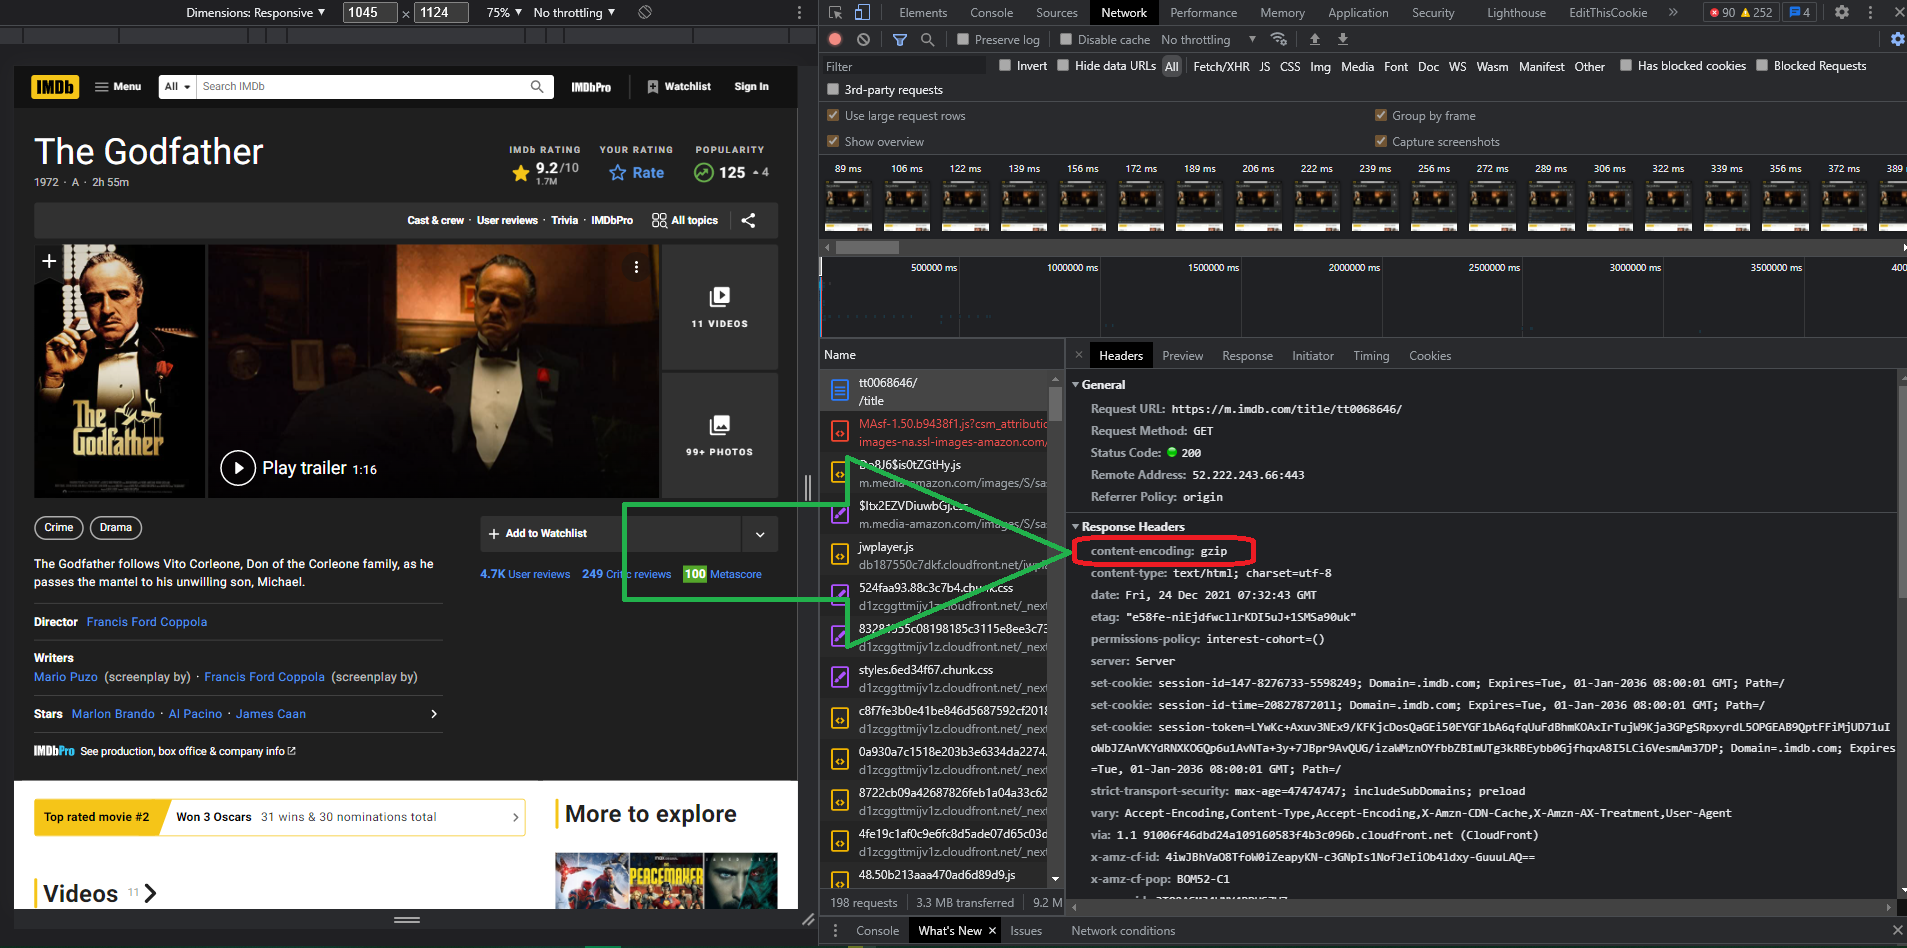 Dimensions: Responsive ▼ 1045 × 1124 75% ▼ No throttling ▼
IMDb Menu All Search IMDb IMDbPro Watchlist Sign In
The Godfather
1972 · A · 2h 55m
IMDb RATING YOUR RATING POPULARITY
9.2/10 Rate 125 4
1.7M
Cast & crew · User reviews · Trivia · IMDbPro All topics
The
Godfather
11 VIDEOS
99+ PHOTOS
Play trailer 1:16
Crime Drama
+ Add to Watchlist
The Godfather follows Vito Corleone, Don of the Corleone family, as he
passes the mantel to his unwilling son, Michael.
4.7K User reviews 249 Critic reviews 100 Metascore
Director Francis Ford Coppola
Writers
Mario Puzo (screenplay by) · Francis Ford Coppola (screenplay by)
Stars Marlon Brando · Al Pacino · James Caan
IMDbPro See production, box office & company info
Top rated movie #2 Won 3 Oscars 31 wins & 30 nominations total
More to explore
Videos 11
PEACEMAKER
Elements Console Sources Network Performance Memory Application Security Lighthouse EditThisCookie » 90 252 4
Preserve log Disable cache No throttling
Filter Invert Hide data URLs All Fetch/XHR JS CSS Img Media Font Doc WS Wasm Manifest Other Has blocked cookies Blocked Requests
3rd-party requests
Use large request rows Group by frame
Show overview Capture screenshots
89 ms 106 ms 122 ms 139 ms 156 ms 172 ms 189 ms 206 ms 222 ms 239 ms 256 ms 272 ms 289 ms 306 ms 322 ms 339 ms 356 ms 372 ms 389
500000 ms 1000000 ms 1500000 ms 2000000 ms 2500000 ms 3000000 ms 3500000 ms 400
Name
tt0068646/
/title
MAsf-1.50.b9438f1.js?csm_attributio
images-na.ssl-images-amazon.com/
m.media-amazon.com/images/S/sas
m.media-amazon.com/images/S/sas
jwplayer.js
db187550c7dkf.cloudfront.net/jwpl
524faa93.88c3c7b4.chunk.css
d1zcggttmijv1z.cloudfront.net/_next
d1zcggttmijv1z.cloudfront.net/_next
styles.6ed34f67.chunk.css
d1zcggttmijv1z.cloudfront.net/_next
c8f7fe3b0e41be846d5687592cf2018
d1zcggttmijv1z.cloudfront.net/_next
0a930a7c1518e203b3e6334da2274.
d1zcggttmijv1z.cloudfront.net/_next
8722cb09a42687826feb1a04a33c62
d1zcggttmijv1z.cloudfront.net/_next
4fe19c1af0c9e6fc8d5ade07d65c03d
d1zcggttmijv1z.cloudfront.net/_next
48.50b213aaa470ad6d89d9.js
198 requests 3.3 MB transferred 9.2 M
× Headers Preview Response Initiator Timing Cookies
General
Request URL: https://m.imdb.com/title/tt0068646/
Request Method: GET
Status Code: 200
Remote Address: 52.222.243.66:443
Referrer Policy: origin
Response Headers
content-encoding: gzip
content-type: text/html; charset=utf-8
date: Fri, 24 Dec 2021 07:32:43 GMT
etag: "e58fe-niEjdfwcllrKDI5uJ+1SMSa90uk"
permissions-policy: interest-cohort=()
server: Server
set-cookie: session-id=147-8276733-5598249; Domain=.imdb.com; Expires=Tue, 01-Jan-2036 08:00:01 GMT; Path=/
set-cookie: session-id-time=2082787201l; Domain=.imdb.com; Expires=Tue, 01-Jan-2036 08:00:01 GMT; Path=/
set-cookie: session-token=LYwKc+Axuv3NEx9/KFKjcDosQaGEi50EYGF1bA6qfqUuFdBhmKOAxIrTujW9Kja3GPgSRpxyrdL5OPGEAB9QptFFiMjUD71uI
oWbJZAnVKYdRNXKOGQp6u1AvNTa+3y+7JBpr9AvQUG/izaWMznOYfbbZBImUTg3kRBEybb0GjfhqxA8I5LCi6VesmAm37DP; Domain=.imdb.com; Expires
=Tue, 01-Jan-2036 08:00:01 GMT; Path=/
strict-transport-security: max-age=47474747; includeSubDomains; preload
vary: Accept-Encoding,Content-Type,Accept-Encoding,X-Amzn-CDN-Cache,X-Amzn-AX-Treatment,User-Agent
via: 1.1 91006f46dbd24a109160583f4b3c096b.cloudfront.net (CloudFront)
x-amz-cf-id: 4iwJBhVaO8TfoW0iZeapyKN-c3GNpIs1NofJeIiOb4ldxy-GuuuLAQ==
x-amz-cf-pop: BOM52-C1
Console What's New × Issues Network conditions